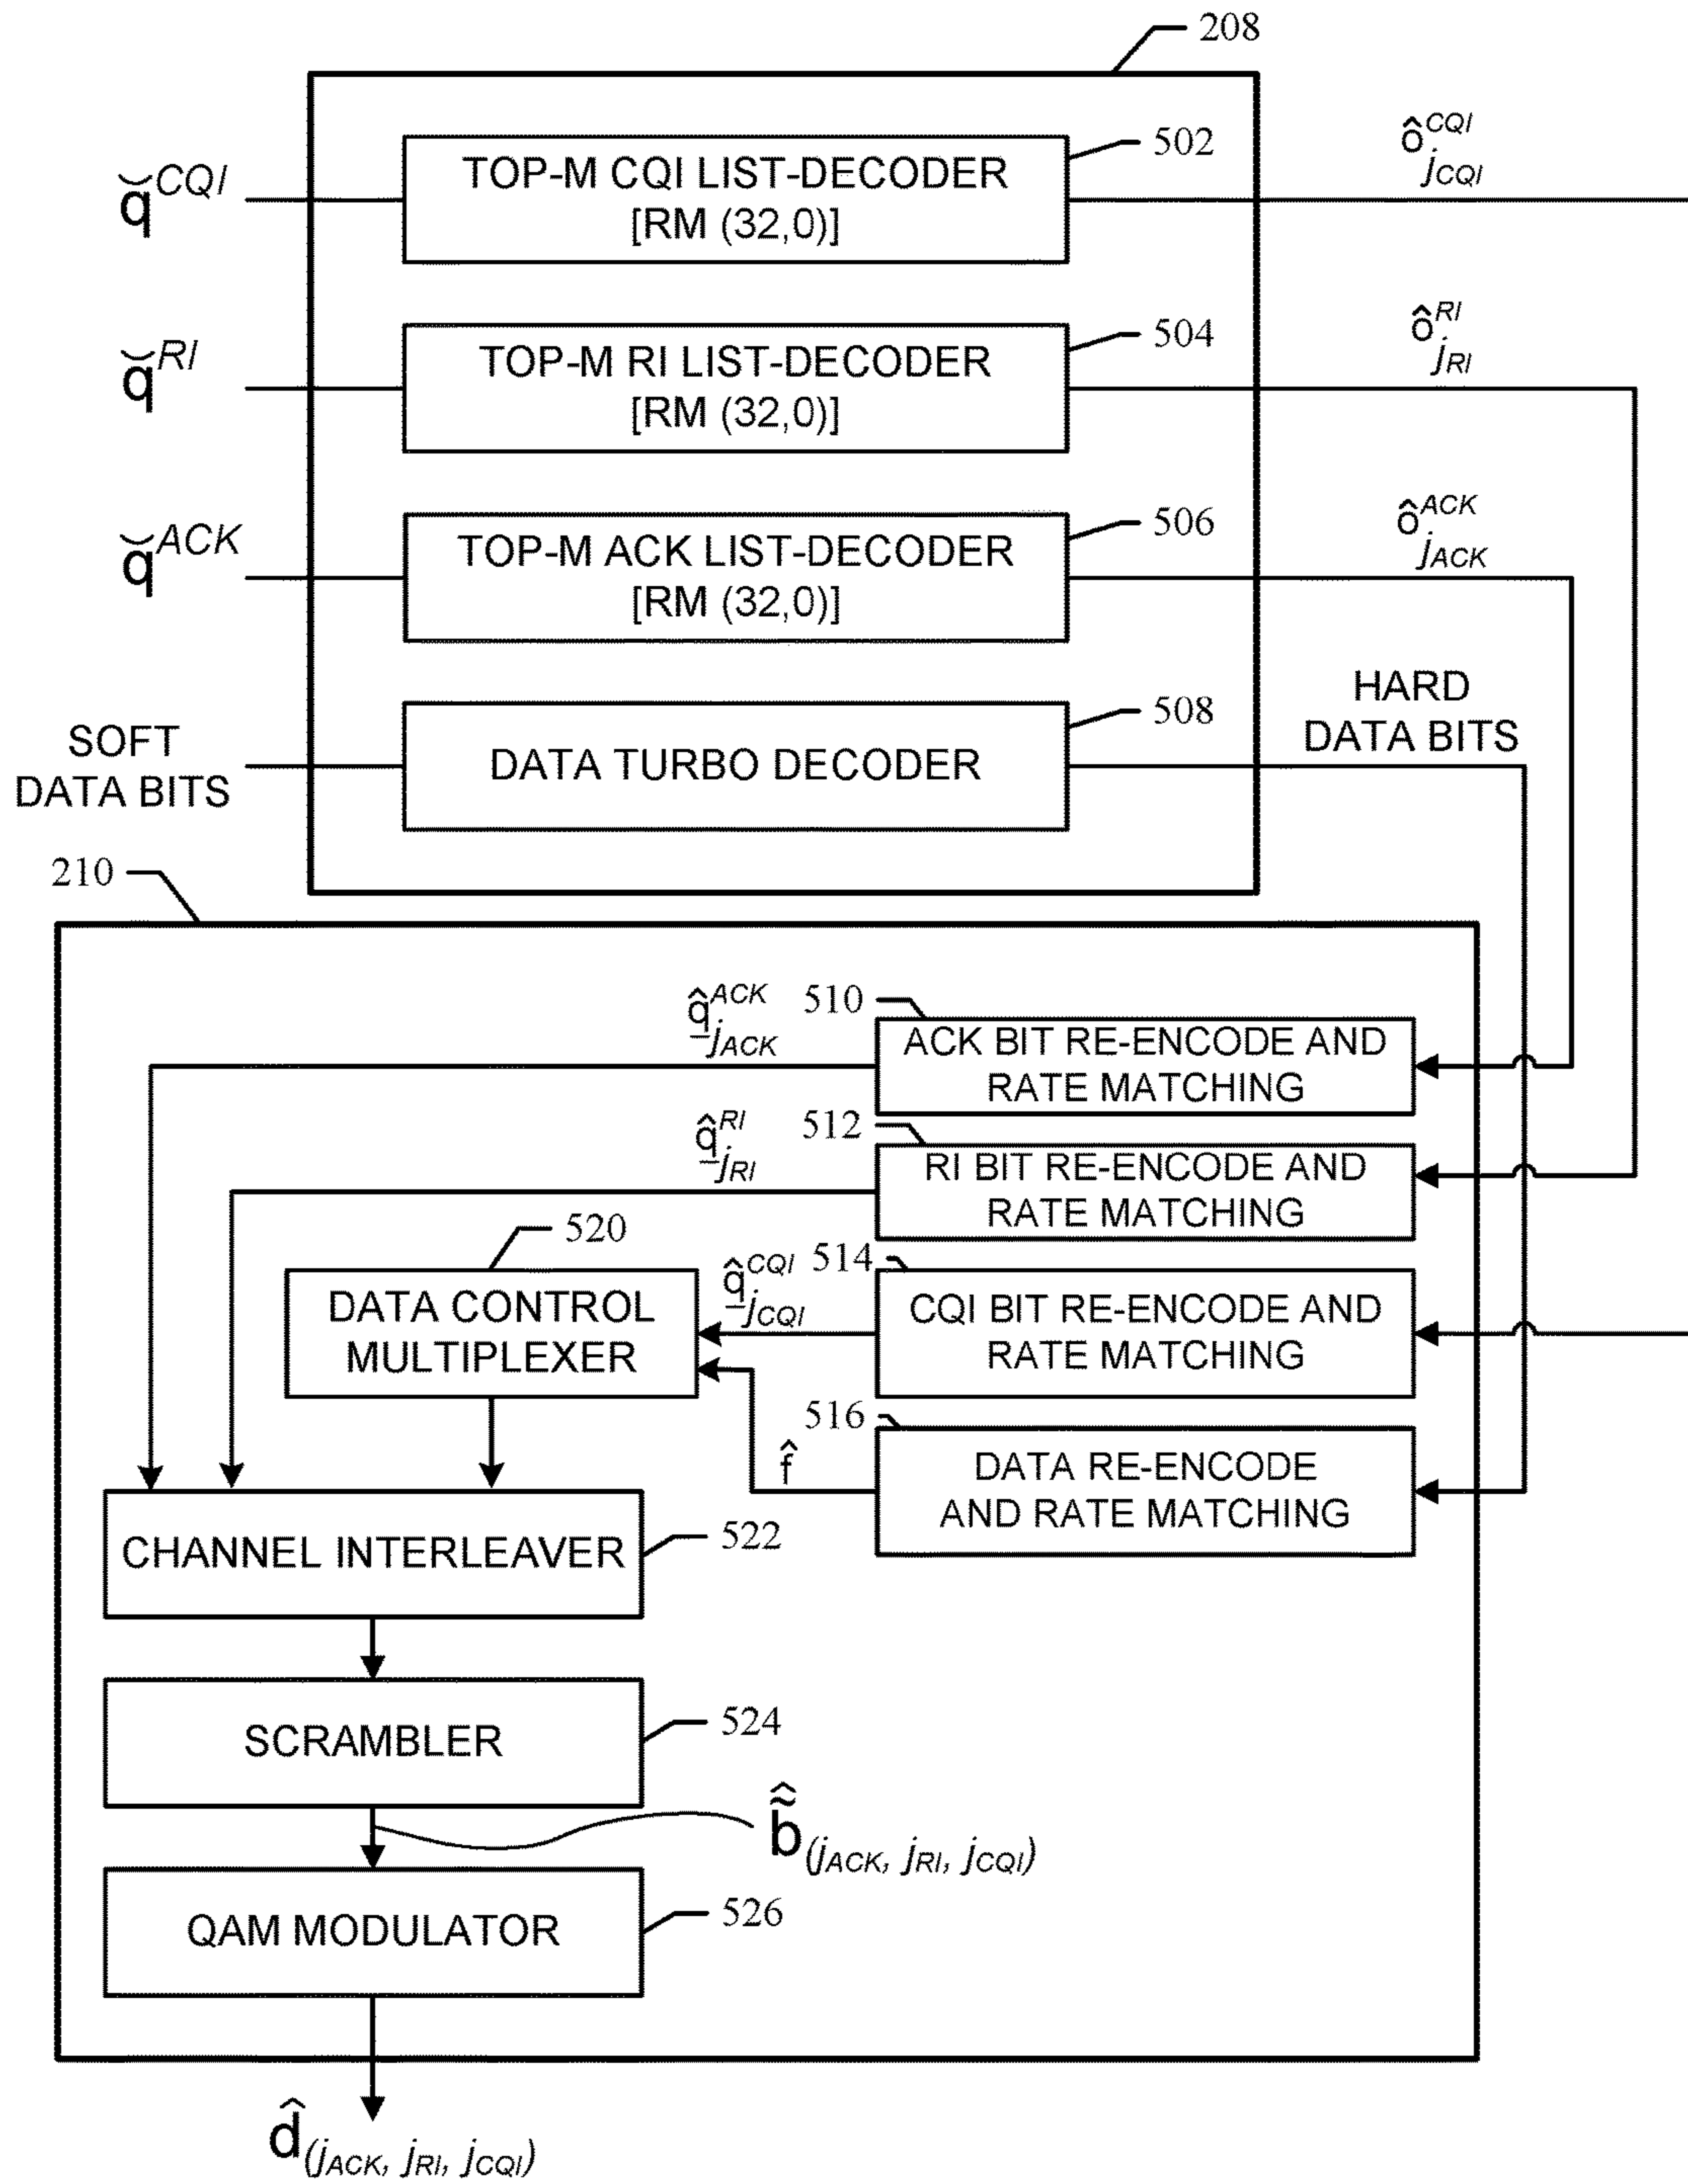 208
q̆^CQI
TOP-M CQI LIST-DECODER
[RM (32,0)]
502
ô^CQI_jCQI
q̆^RI
TOP-M RI LIST-DECODER
[RM (32,0)]
504
ô^RI_jRI
q̆^ACK
TOP-M ACK LIST-DECODER
[RM (32,0)]
506
ô^ACK_jACK
SOFT
DATA BITS
DATA TURBO DECODER
508
HARD
DATA BITS
210
q̂^ACK_jACK
510
ACK BIT RE-ENCODE AND
RATE MATCHING
q̂^RI_jRI
512
RI BIT RE-ENCODE AND
RATE MATCHING
520
DATA CONTROL
MULTIPLEXER
q̂^CQI_jCQI
514
CQI BIT RE-ENCODE AND
RATE MATCHING
516
f̂
DATA RE-ENCODE
AND RATE MATCHING
CHANNEL INTERLEAVER
522
SCRAMBLER
524
b̃̂_(jACK, jRI, jCQI)
QAM MODULATOR
526
d̂_(jACK, jRI, jCQI)